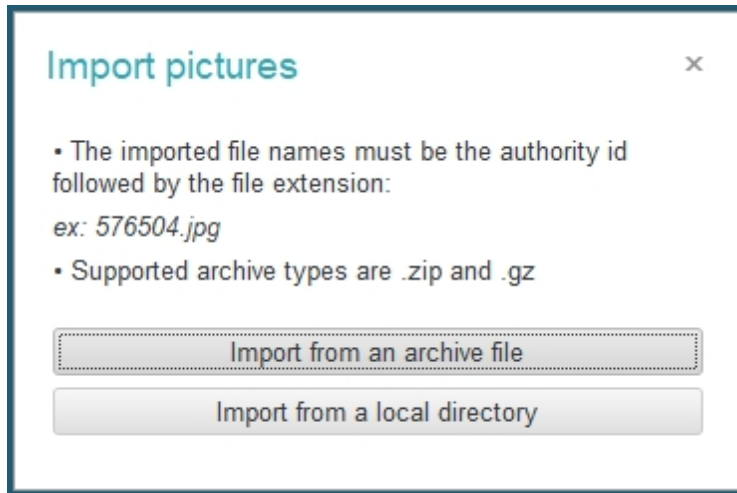 Import pictures ×
• The imported file names must be the authority id
followed by the file extension:
ex: 576504.jpg
• Supported archive types are .zip and .gz
Import from an archive file
Import from a local directory